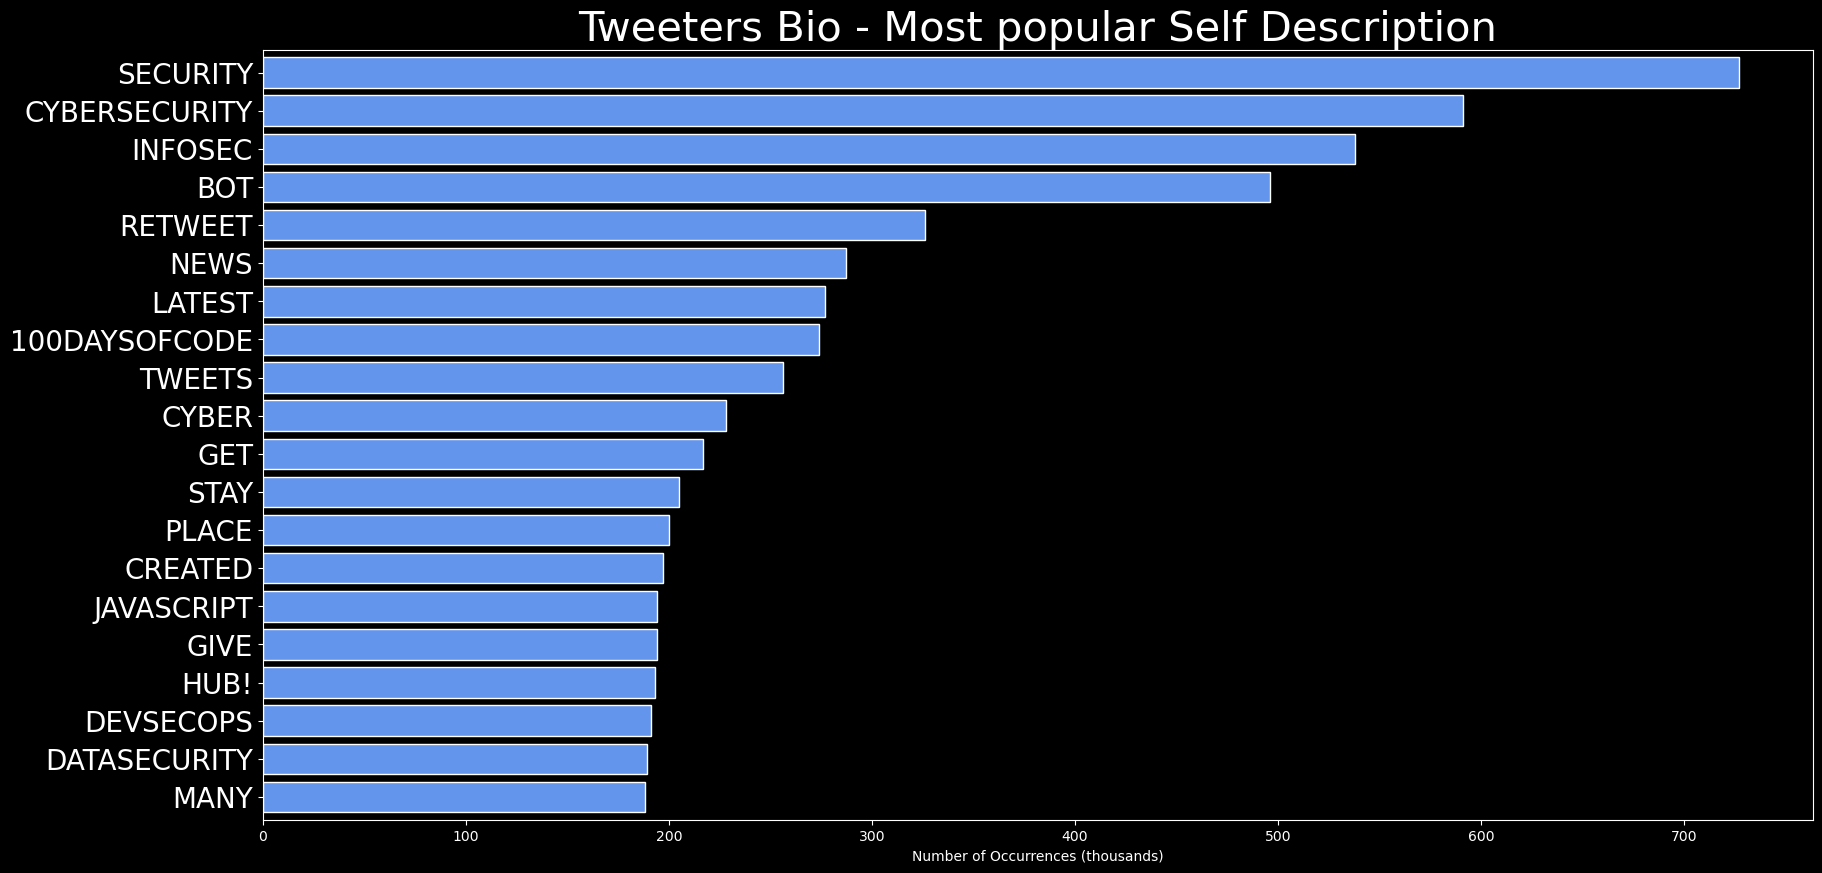 Tweeters Bio - Most popular Self Description
SECURITY
CYBERSECURITY
INFOSEC
BOT
RETWEET
NEWS
LATEST
100DAYSOFCODE
TWEETS
CYBER
GET
STAY
PLACE
CREATED
JAVASCRIPT
GIVE
HUB!
DEVSECOPS
DATASECURITY
MANY
0 100 200 300 400 500 600 700
Number of Occurrences (thousands)